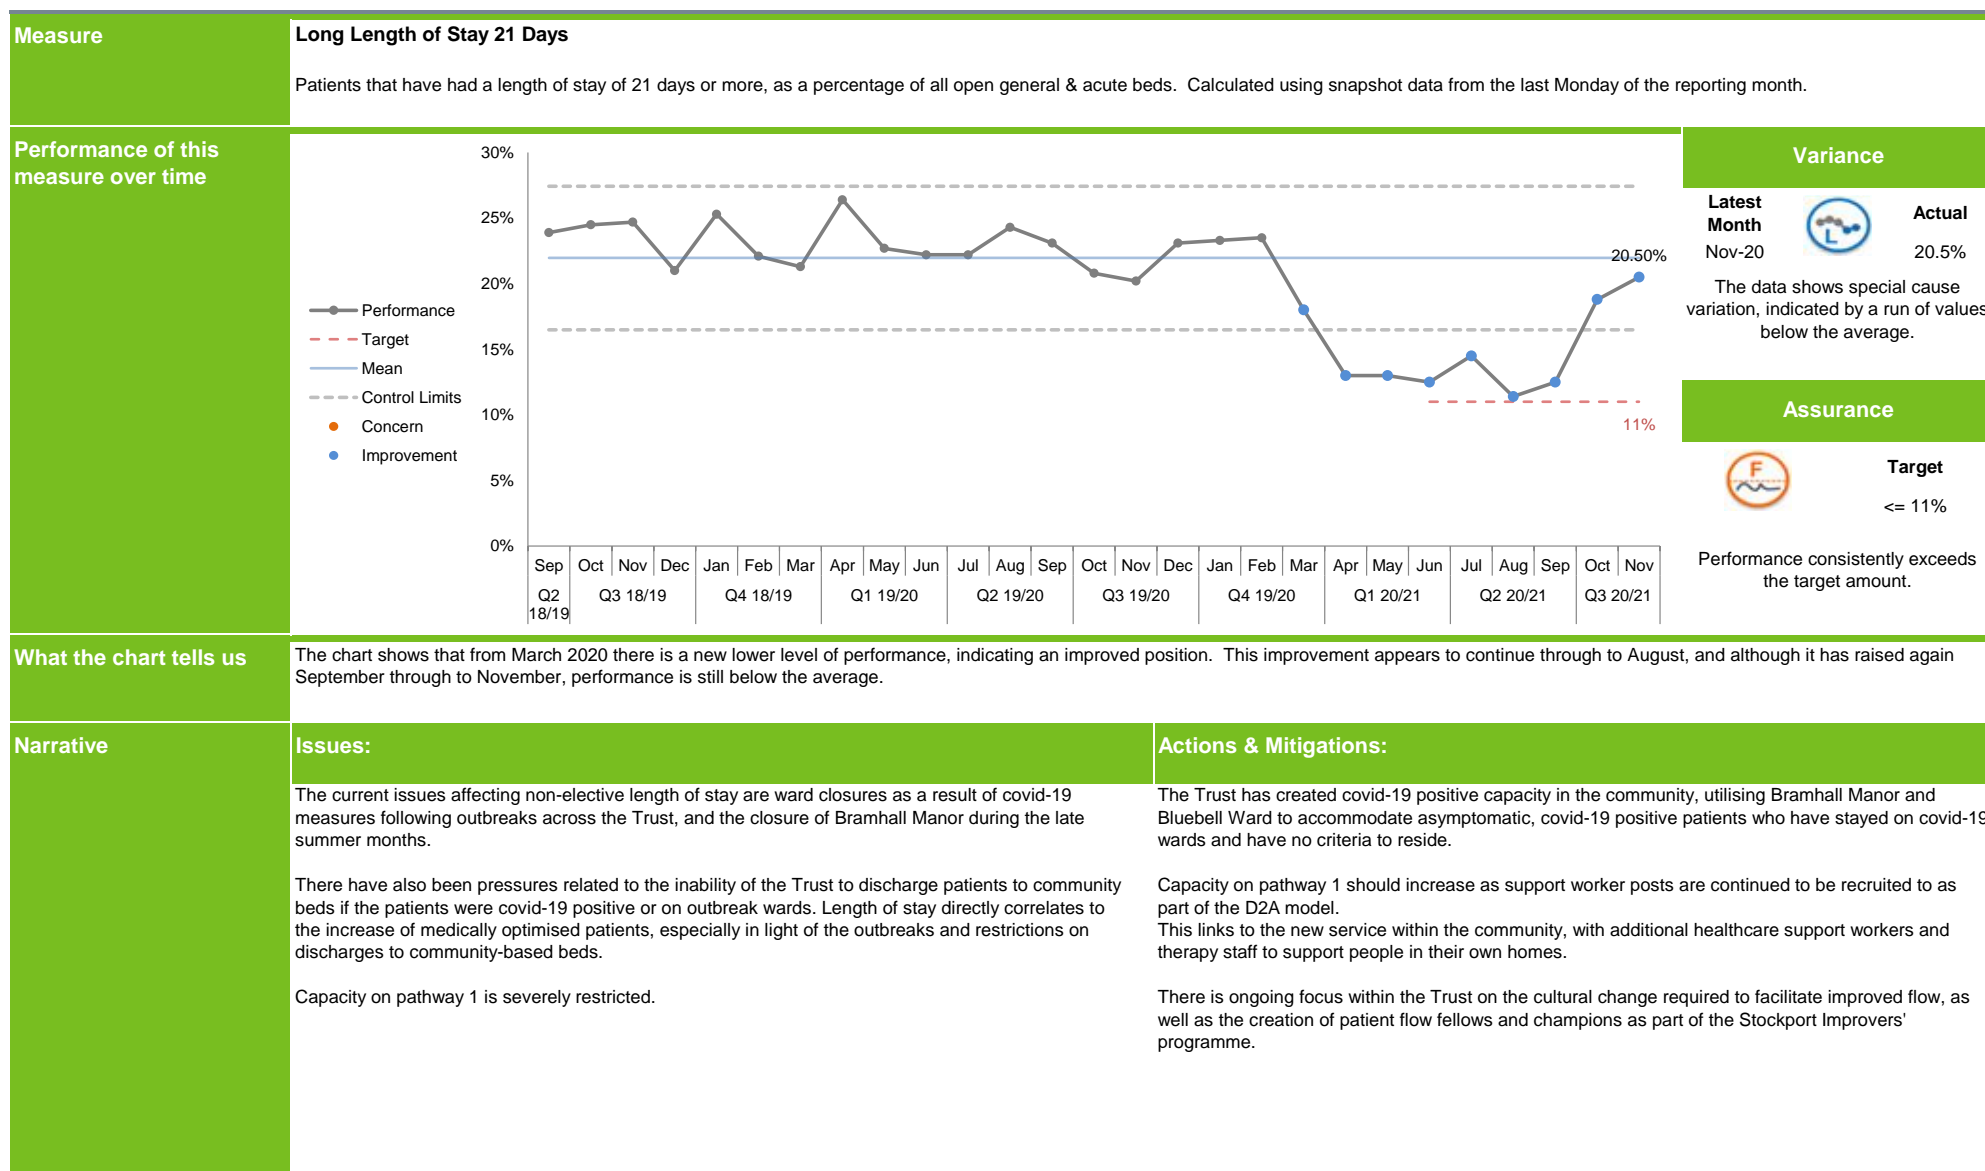 Measure
Long Length of Stay 21 Days
Patients that have had a length of stay of 21 days or more, as a percentage of all open general & acute beds.  Calculated using snapshot data from the last Monday of the reporting month.
Performance of this
measure over time
30%
25%
20%
15%
10%
5%
0%
Performance
Target
Mean
Control Limits
Concern
Improvement
20.50%
11%
Sep Oct Nov Dec Jan Feb Mar Apr May Jun Jul Aug Sep Oct Nov Dec Jan Feb Mar Apr May Jun Jul Aug Sep Oct Nov
Q2 18/19
Q3 18/19
Q4 18/19
Q1 19/20
Q2 19/20
Q3 19/20
Q4 19/20
Q1 20/21
Q2 20/21
Q3 20/21
Variance
Latest
Month
Nov-20
L
Actual
20.5%
The data shows special cause
variation, indicated by a run of values
below the average.
Assurance
F
Target
<= 11%
Performance consistently exceeds
the target amount.
What the chart tells us
The chart shows that from March 2020 there is a new lower level of performance, indicating an improved position.  This improvement appears to continue through to August, and although it has raised again
September through to November, performance is still below the average.
Narrative
Issues:
The current issues affecting non-elective length of stay are ward closures as a result of covid-19
measures following outbreaks across the Trust, and the closure of Bramhall Manor during the late
summer months.
There have also been pressures related to the inability of the Trust to discharge patients to community
beds if the patients were covid-19 positive or on outbreak wards. Length of stay directly correlates to
the increase of medically optimised patients, especially in light of the outbreaks and restrictions on
discharges to community-based beds.
Capacity on pathway 1 is severely restricted.
Actions & Mitigations:
The Trust has created covid-19 positive capacity in the community, utilising Bramhall Manor and
Bluebell Ward to accommodate asymptomatic, covid-19 positive patients who have stayed on covid-19
wards and have no criteria to reside.
Capacity on pathway 1 should increase as support worker posts are continued to be recruited to as
part of the D2A model.
This links to the new service within the community, with additional healthcare support workers and
therapy staff to support people in their own homes.
There is ongoing focus within the Trust on the cultural change required to facilitate improved flow, as
well as the creation of patient flow fellows and champions as part of the Stockport Improvers'
programme.